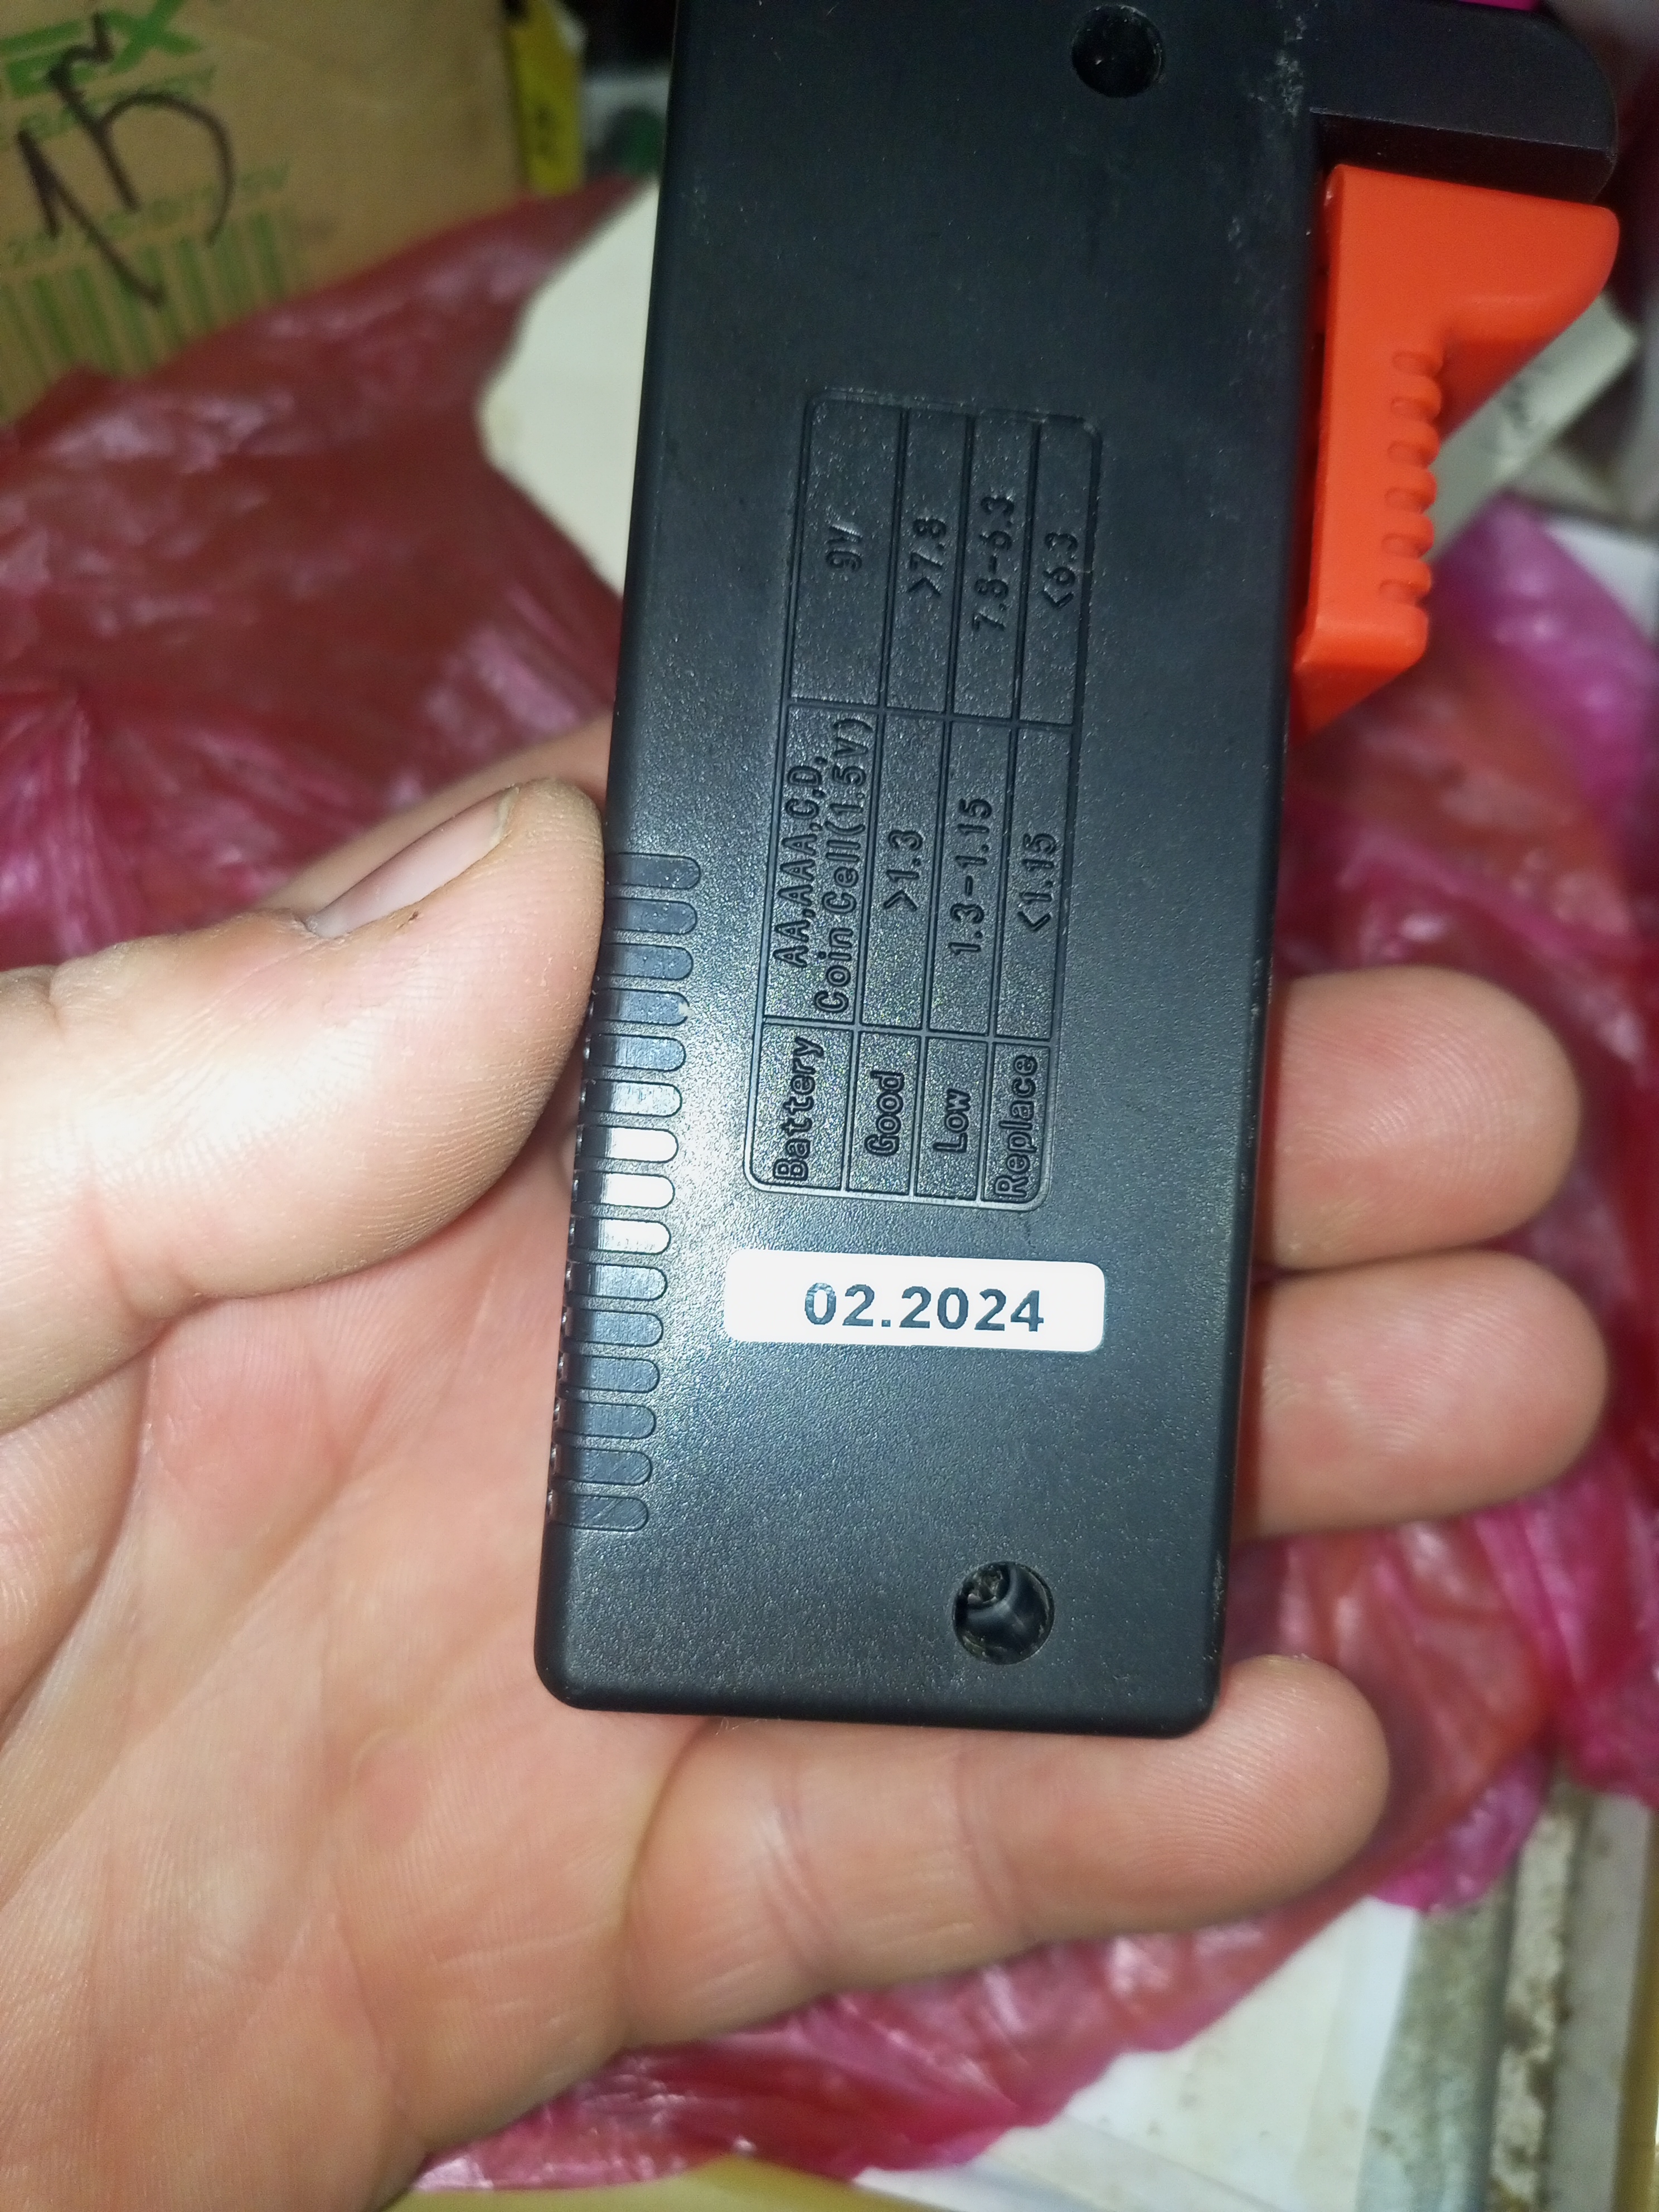 Battery AA,AAA,C,D, 9V
Coin Cell(1.5V)
Good >1.3 >7.8
Low 1.3-1.15 7.8-6.3
Replace <1.15 <6.3
02.2024